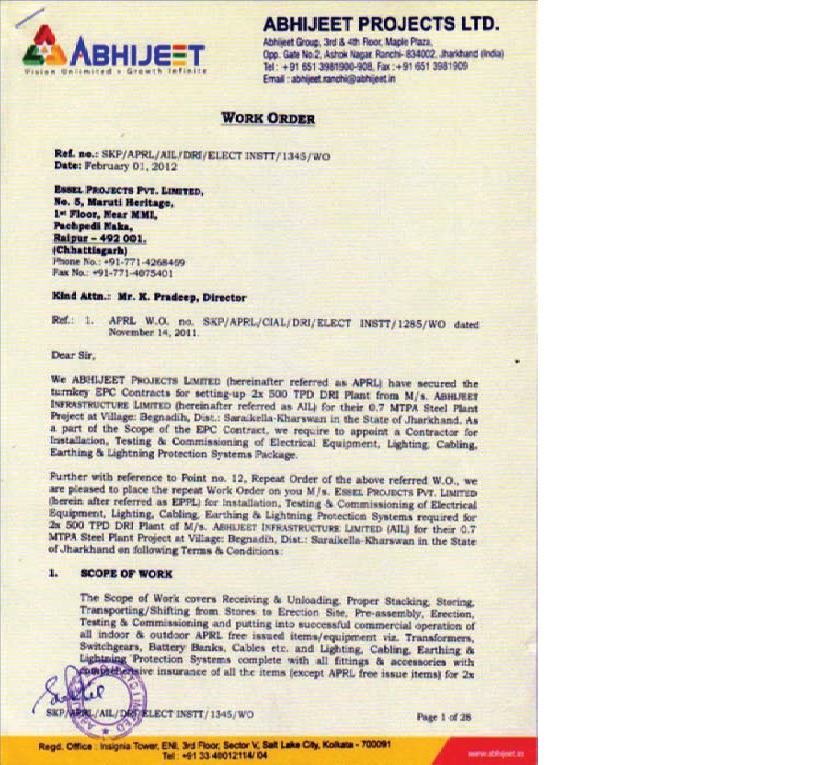 ABHIJEET
Vision Unlimited • Growth Infinite
ABHIJEET PROJECTS LTD.
Abhijeet Group, 3rd & 4th Floor, Maple Plaza,
Opp. Gate No.2, Ashok Nagar, Ranchi- 834002, Jharkhand (India)
Tel : +91 651 3981906-908, Fax :+91 651 3981909
Email : abhijeet.ranchi@abhijeet.in
WORK ORDER
Ref. no.: SKP/APRL/AIL/DRI/ELECT INSTT/1345/WO
Date: February 01, 2012
ESSEL PROJECTS PVT. LIMITED,
No. 5, Maruti Heritage,
1st Floor, Near MMI,
Pachpedi Naka,
Raipur – 492 001.
(Chhattisgarh)
Phone No.: +91-771-4268459
Fax No.: +91-771-4075401
Kind Attn.: Mr. K. Pradeep, Director
Ref.: 1. APRL W.O. no. SKP/APRL/CIAL/DRI/ELECT INSTT/1285/WO dated
November 14, 2011.
Dear Sir,
We ABHIJEET PROJECTS LIMITED (hereinafter referred as APRL) have secured the
turnkey EPC Contracts for setting-up 2x 500 TPD DRI Plant from M/s. ABHIJEET
INFRASTRUCTURE LIMITED (hereinafter referred as AIL) for their 0.7 MTPA Steel Plant
Project at Village: Begnadih, Dist.: Saraikella-Kharswan in the State of Jharkhand. As
a part of the Scope of the EPC Contract, we require to appoint a Contractor for
Installation, Testing & Commissioning of Electrical Equipment, Lighting, Cabling,
Earthing & Lightning Protection Systems Package.
Further with reference to Point no. 12, Repeat Order of the above referred W.O., we
are pleased to place the repeat Work Order on you M/s. ESSEL PROJECTS PVT. LIMITED
(herein after referred as EPPL) for Installation, Testing & Commissioning of Electrical
Equipment, Lighting, Cabling, Earthing & Lightning Protection Systems required for
2x 500 TPD DRI Plant of M/s. ABHIJEET INFRASTRUCTURE LIMITED (AIL) for their 0.7
MTPA Steel Plant Project at Village: Begnadih, Dist.: Saraikella-Kharswan in the State
of Jharkhand on following Terms & Conditions:
1. SCOPE OF WORK
The Scope of Work covers Receiving & Unloading, Proper Stacking, Storing,
Transporting/Shifting from Stores to Erection Site, Pre-assembly, Erection,
Testing & Commissioning and putting into successful commercial operation of
all indoor & outdoor APRL free issued items/equipment viz. Transformers,
Switchgears, Battery Banks, Cables etc. and Lighting, Cabling, Earthing &
Lightning Protection Systems complete with all fittings & accessories with
comprehensive insurance of all the items (except APRL free issue items) for 2x
SKP/APRL/AIL/DRI/ELECT INSTT/1345/WO
Page 1 of 28
Regd. Office : Insignia Tower, EN1, 3rd Floor, Sector V, Salt Lake City, Kolkata - 700091
Tel : +91 33 40012114/ 04
www.abhijeet.in